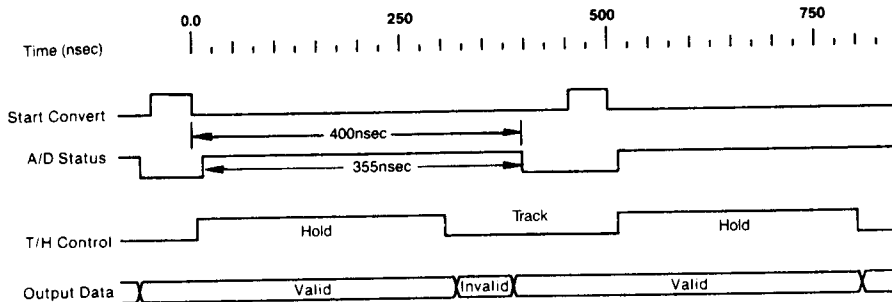 0.0 250 500 750
Time (nsec)
Start Convert
400nsec
A/D Status
355nsec
Track
Hold Hold
T/H Control
Output Data Valid Invalid Valid